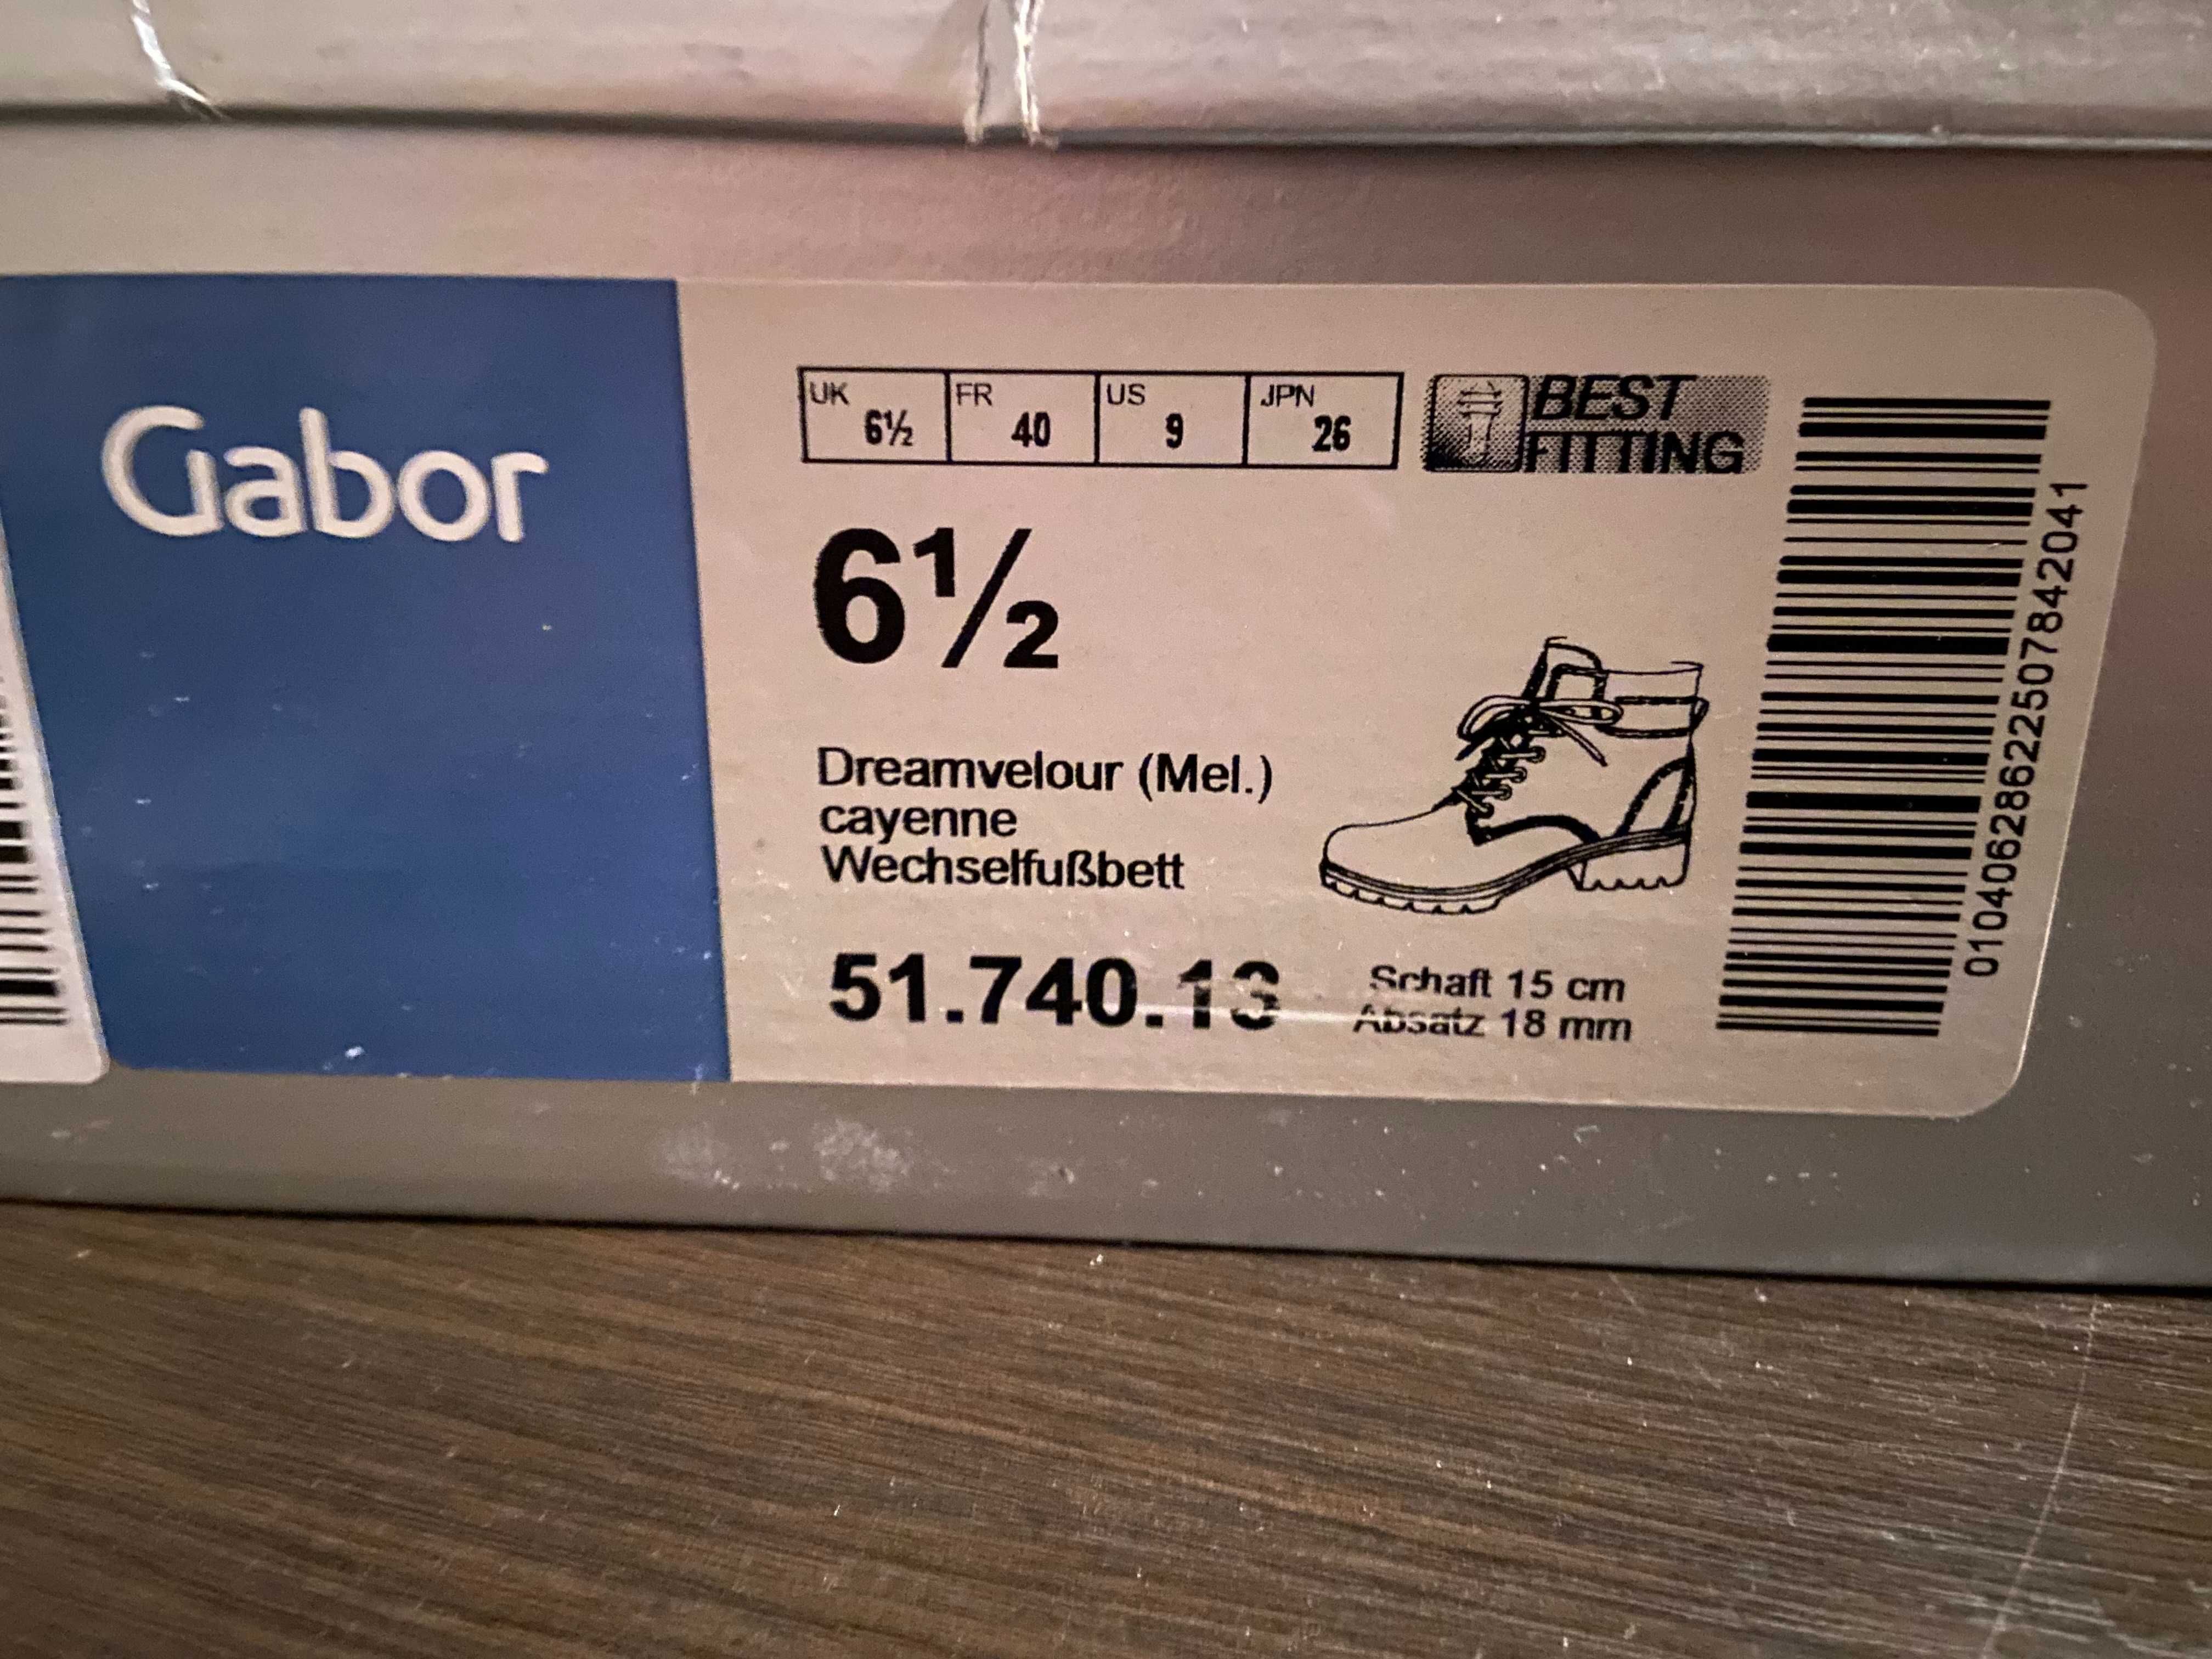 Gabor
UK 6½ FR 40 US 9 JPN 26
BEST
FITTING
6½
Dreamvelour (Mel.)
cayenne
Wechselfußbett
51.740.13
Schaft 15 cm
Absatz 18 mm
01040628622507842041